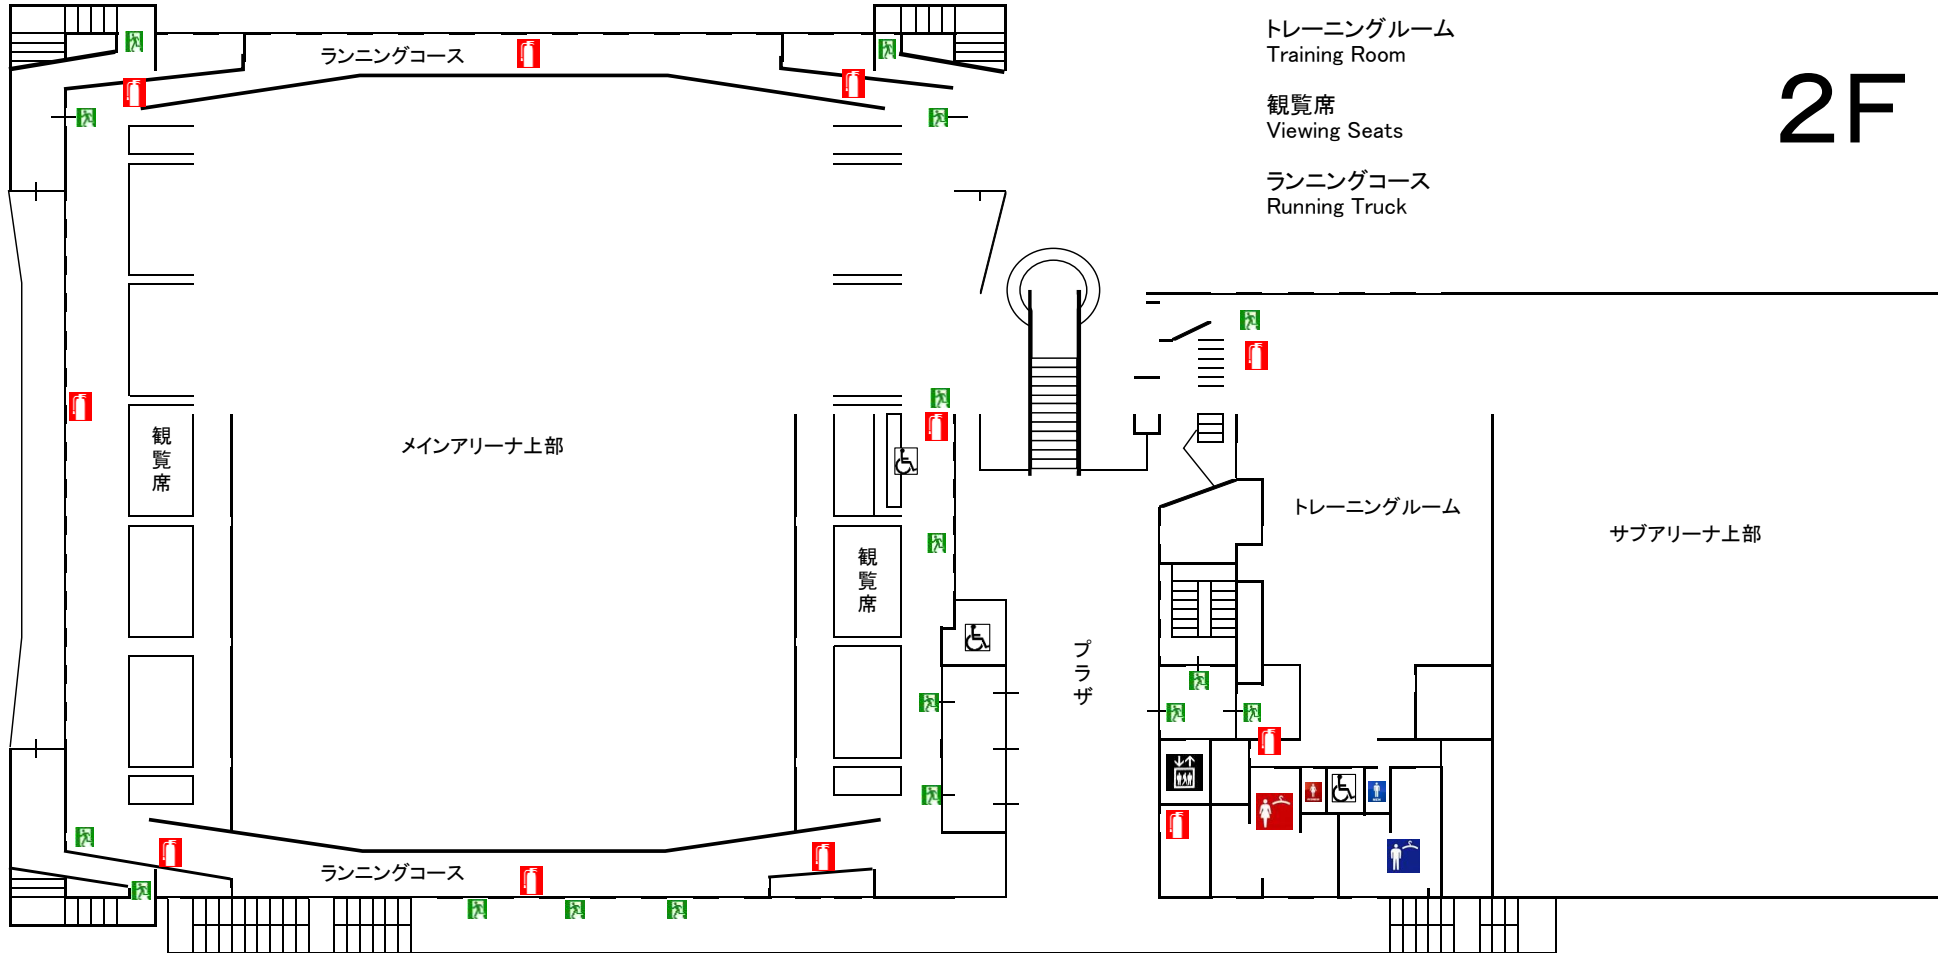 トレーニングルーム
Training Room
2F
観覧席
Viewing Seats
ランニングコース
Running Truck
ランニングコース
観覧席
メインアリーナ上部
観覧席
トレーニングルーム
サブアリーナ上部
プラザ
ランニングコース